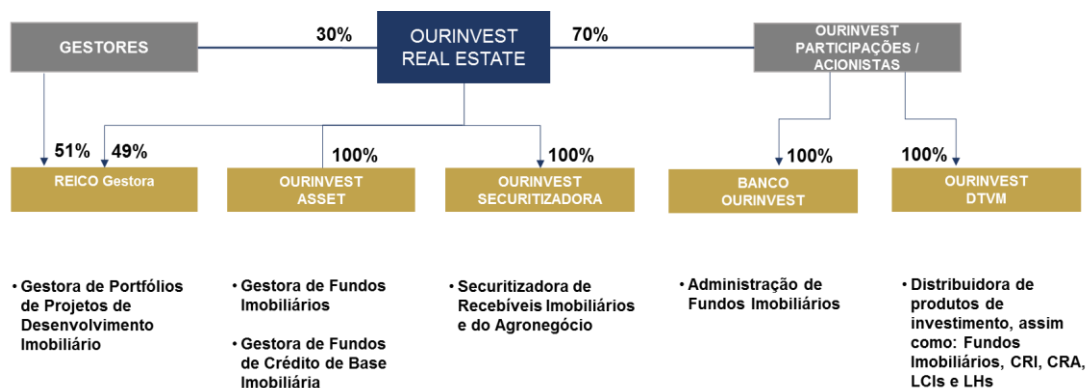 GESTORES
30%
OURINVEST
REAL ESTATE
70%
OURINVEST
PARTICIPAÇÕES /
ACIONISTAS
51%
49%
100%
100%
100%
100%
REICO Gestora
OURINVEST
ASSET
OURINVEST
SECURITIZADORA
BANCO
OURINVEST
OURINVEST
DTVM
• Gestora de Portfólios
de Projetos de
Desenvolvimento
Imobiliário
• Gestora de Fundos
Imobiliários
• Gestora de Fundos
de Crédito de Base
Imobiliária
• Securitizadora de
Recebíveis Imobiliários
e do Agronegócio
• Administração de
Fundos Imobiliários
• Distribuidora de
produtos de
investimento, assim
como: Fundos
Imobiliários, CRI, CRA,
LCIs e LHs